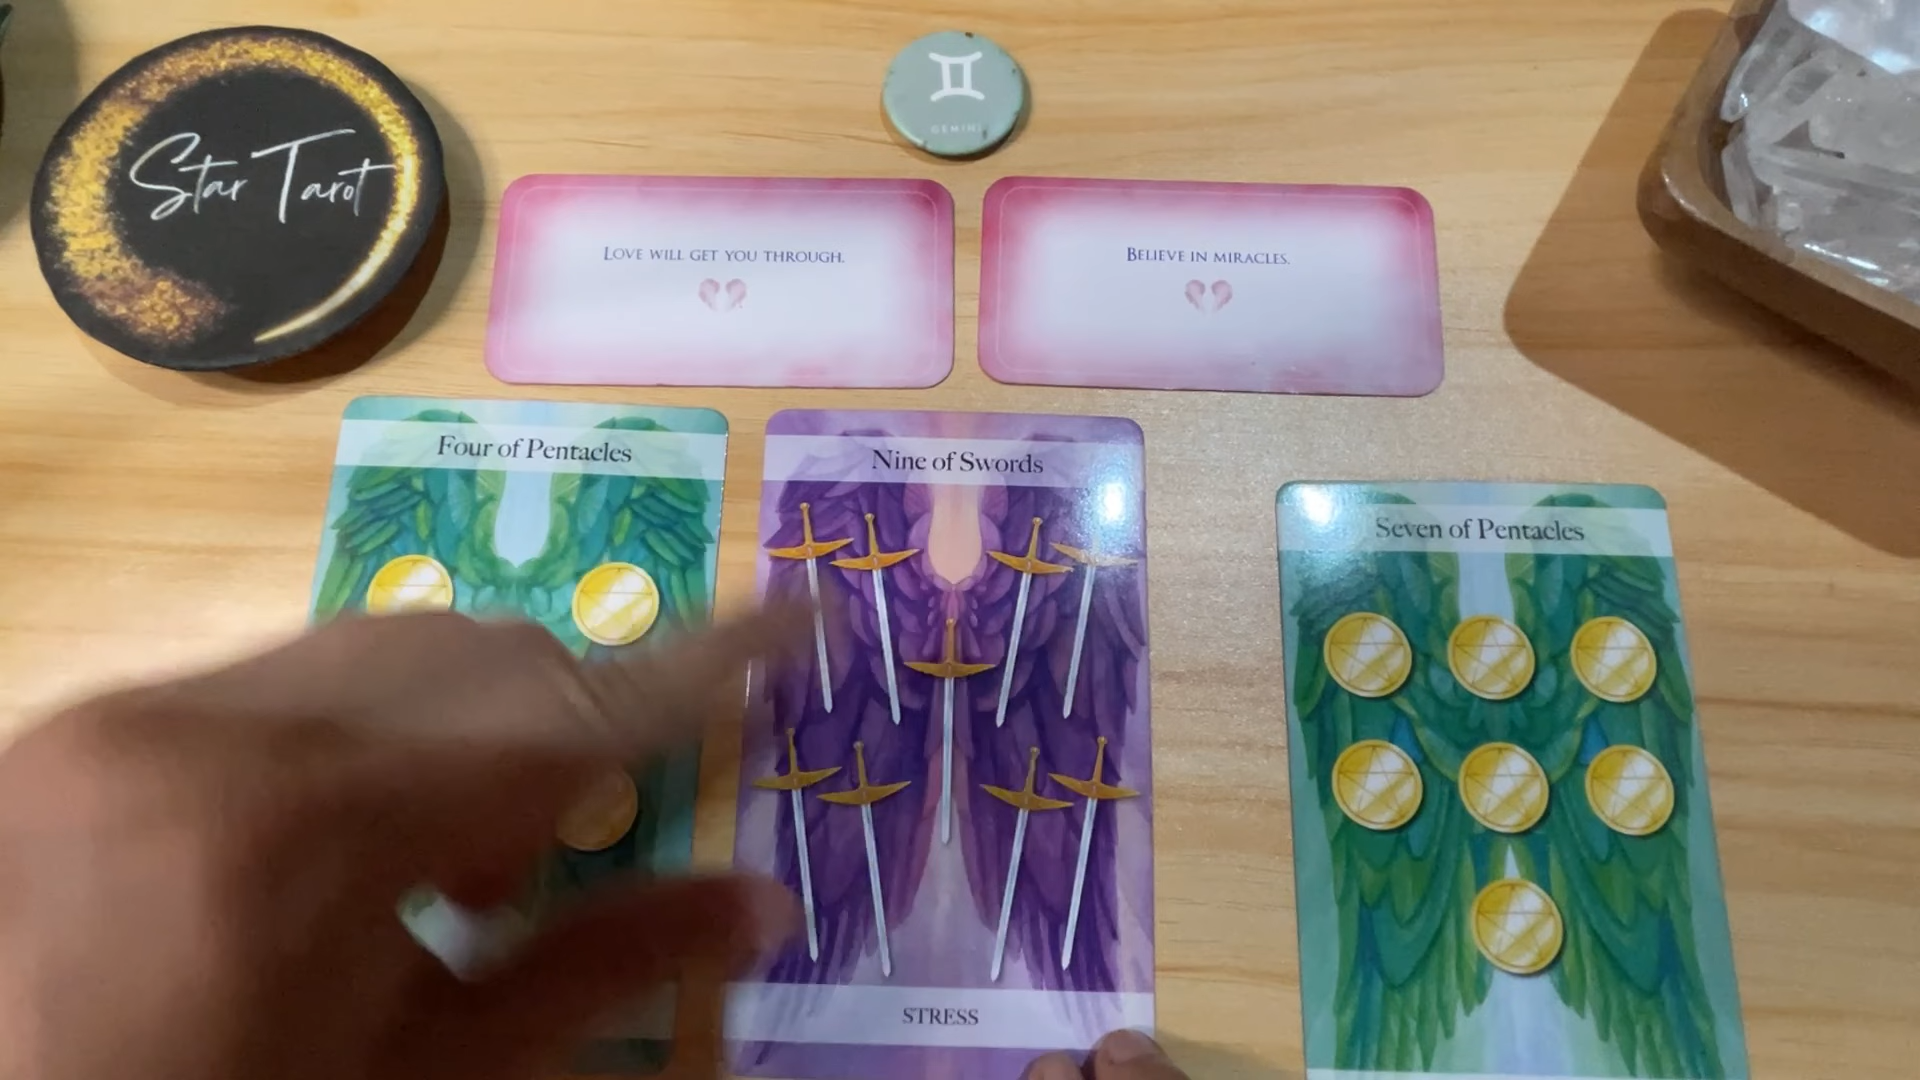 Star Tarot
GEMINI
LOVE WILL GET YOU THROUGH.
BELIEVE IN MIRACLES.
Four of Pentacles
Nine of Swords
Seven of Pentacles
STRESS